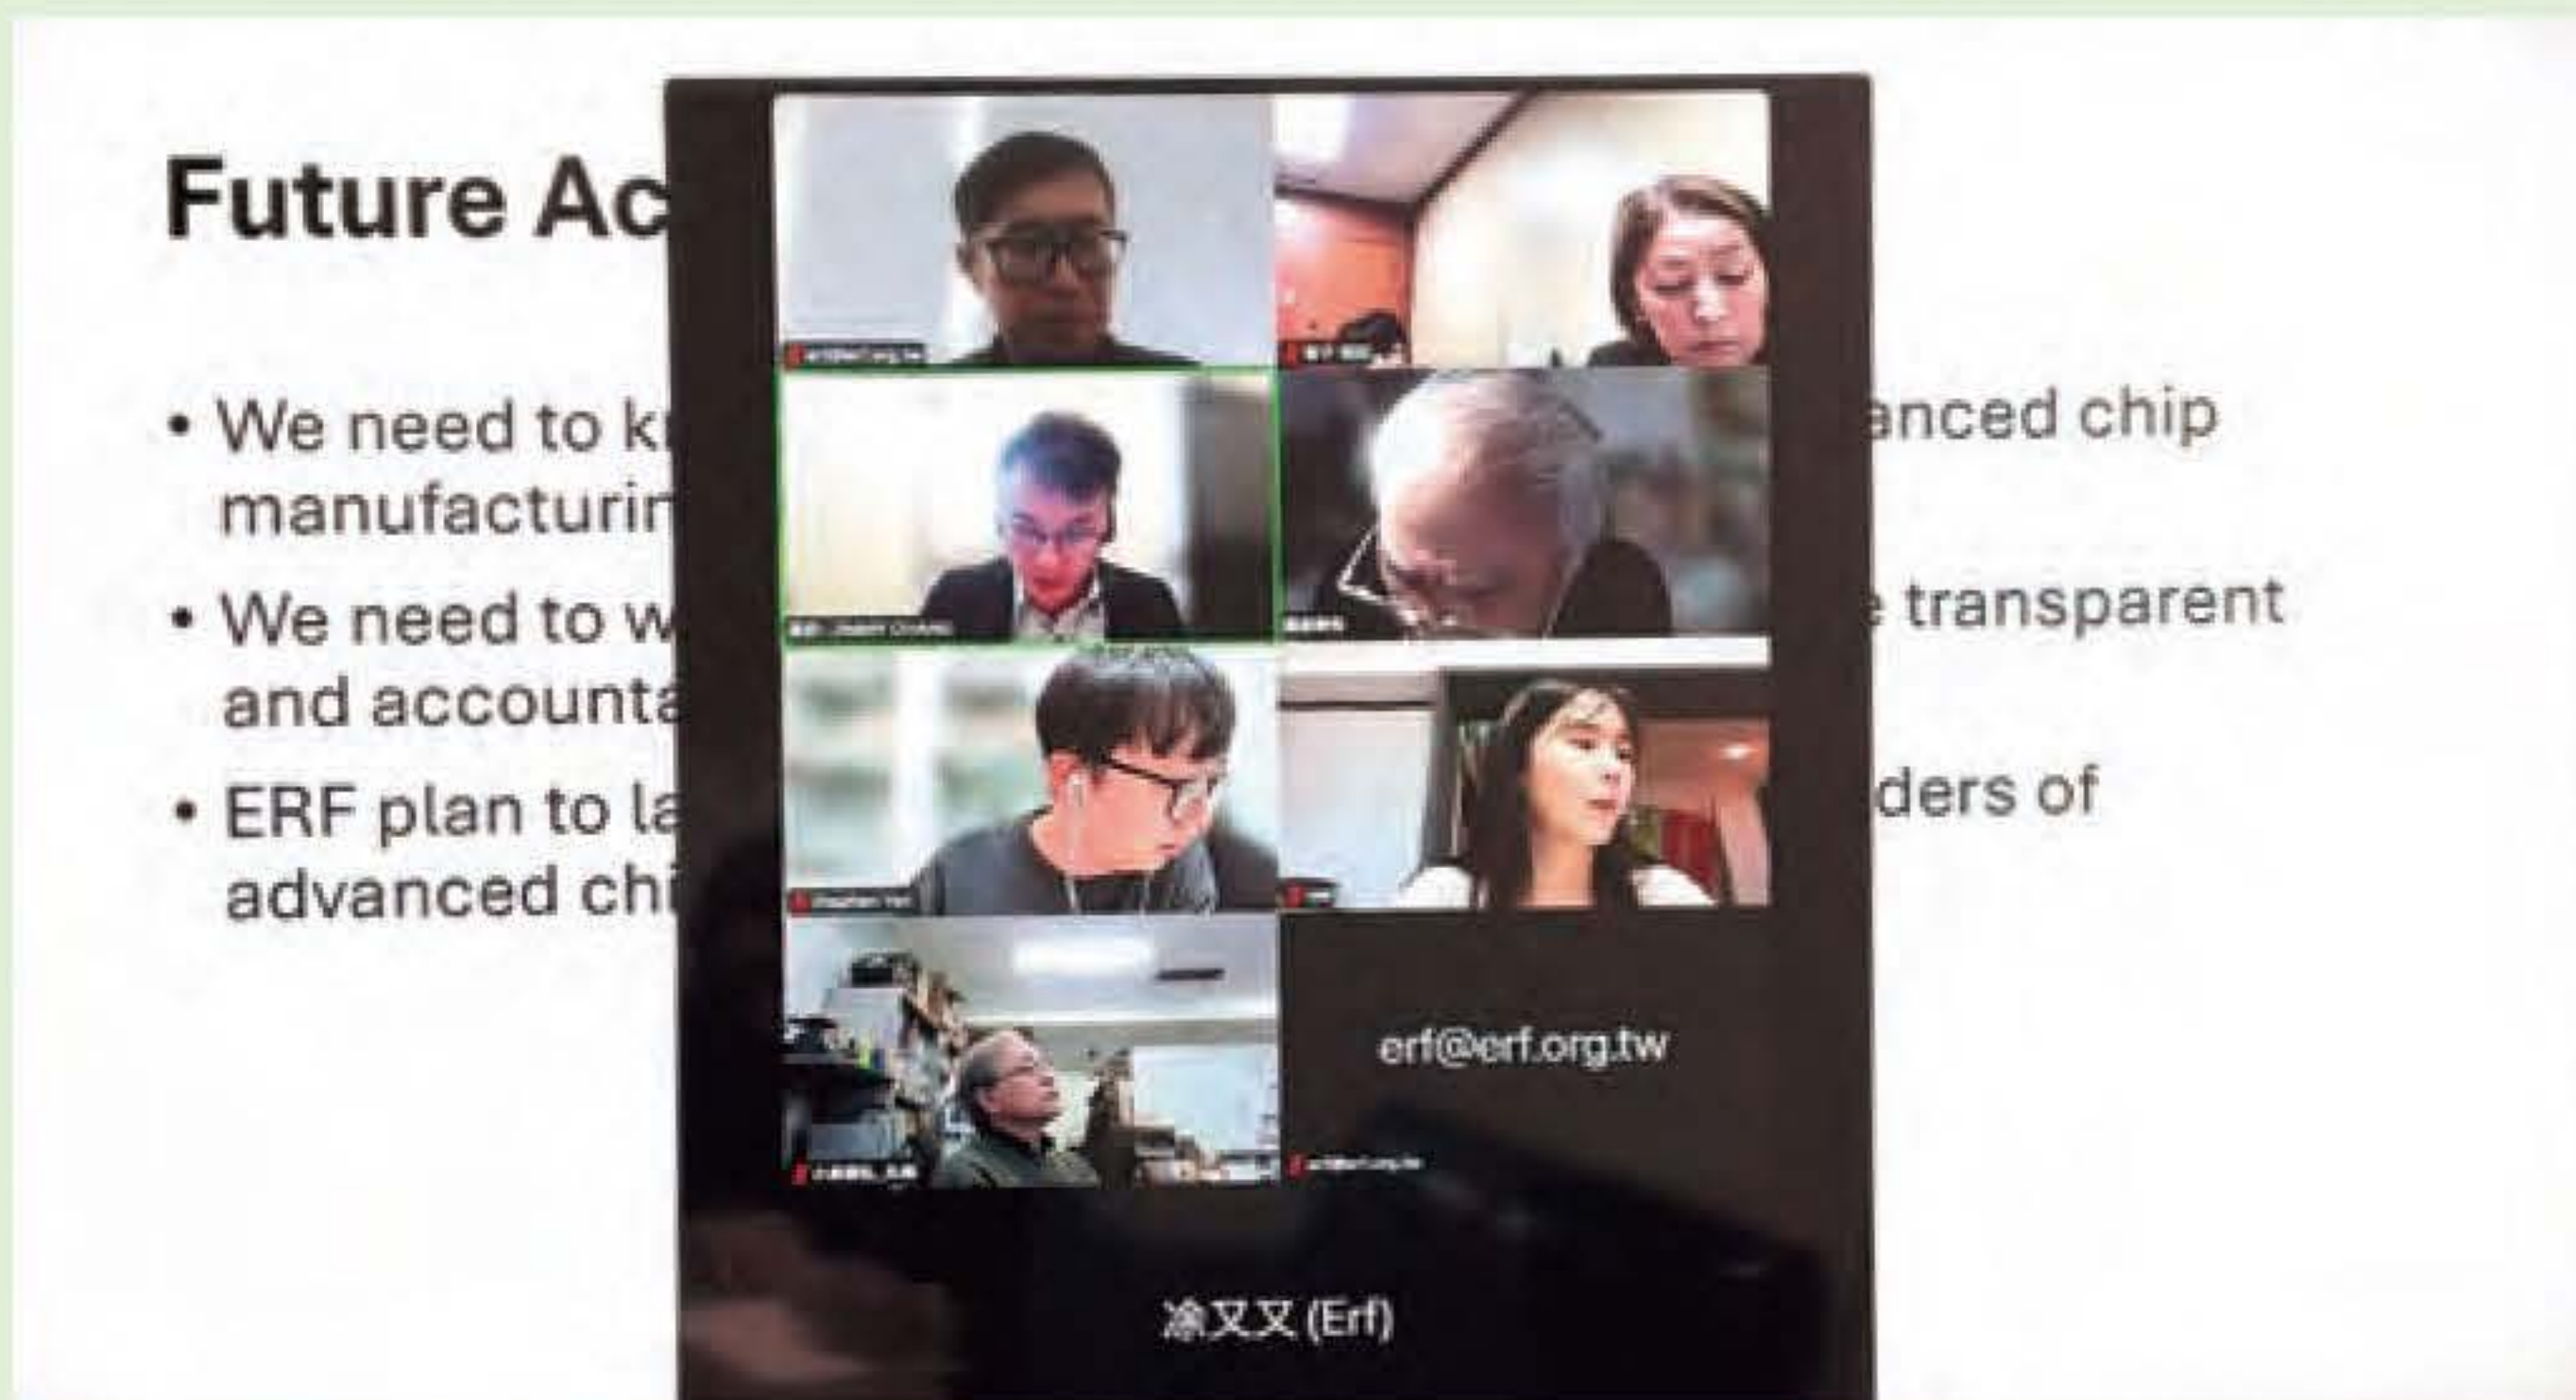 Future Ac
• We need to k
anced chip
manufacturin
• We need to w
e transparent
and accounta
• ERF plan to la
ders of
advanced chi
erf@erf.org.tw
凃又又 (Erf)